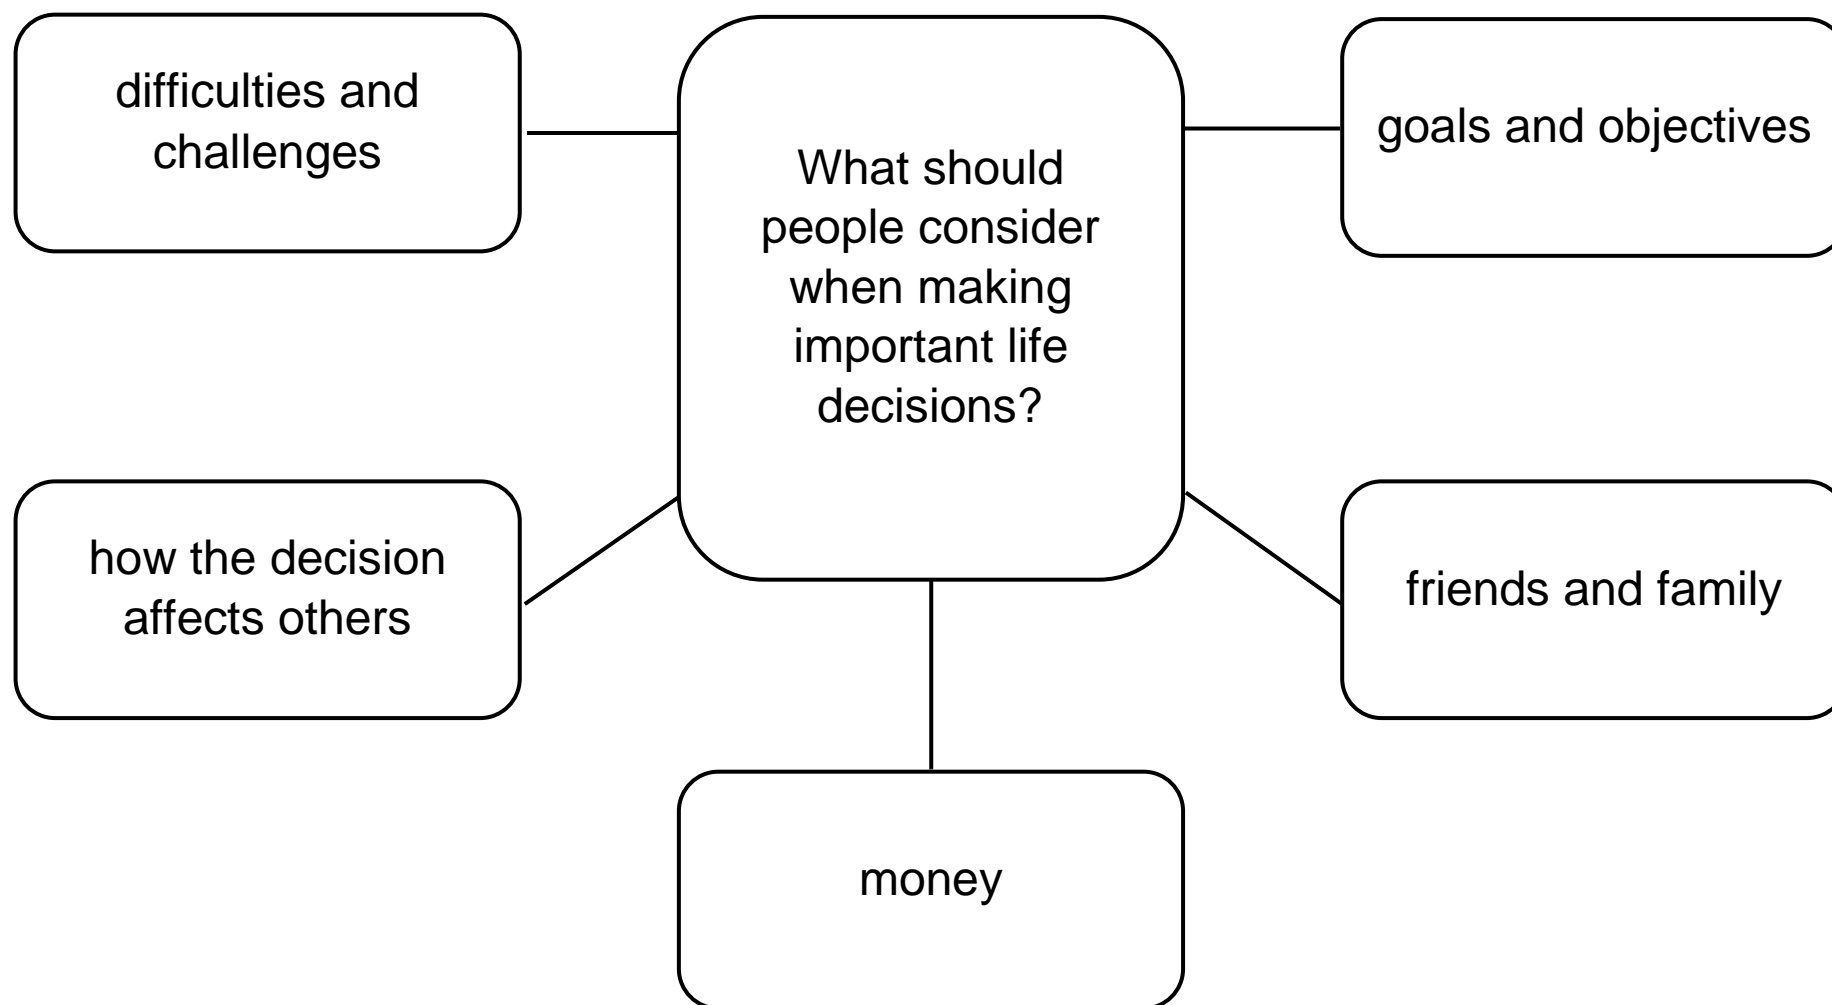 difficulties and
challenges
What should
people consider
when making
important life
decisions?
goals and objectives
how the decision
affects others
friends and family
money